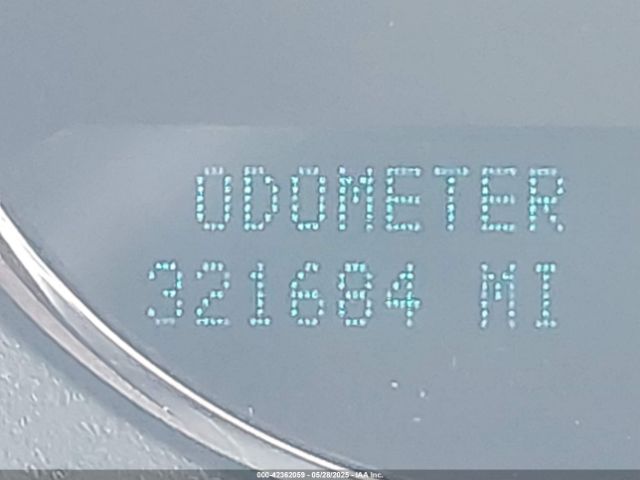 ODOMETER
321684 MI
000-42362059 - 05/28/2025 - IAA Inc.